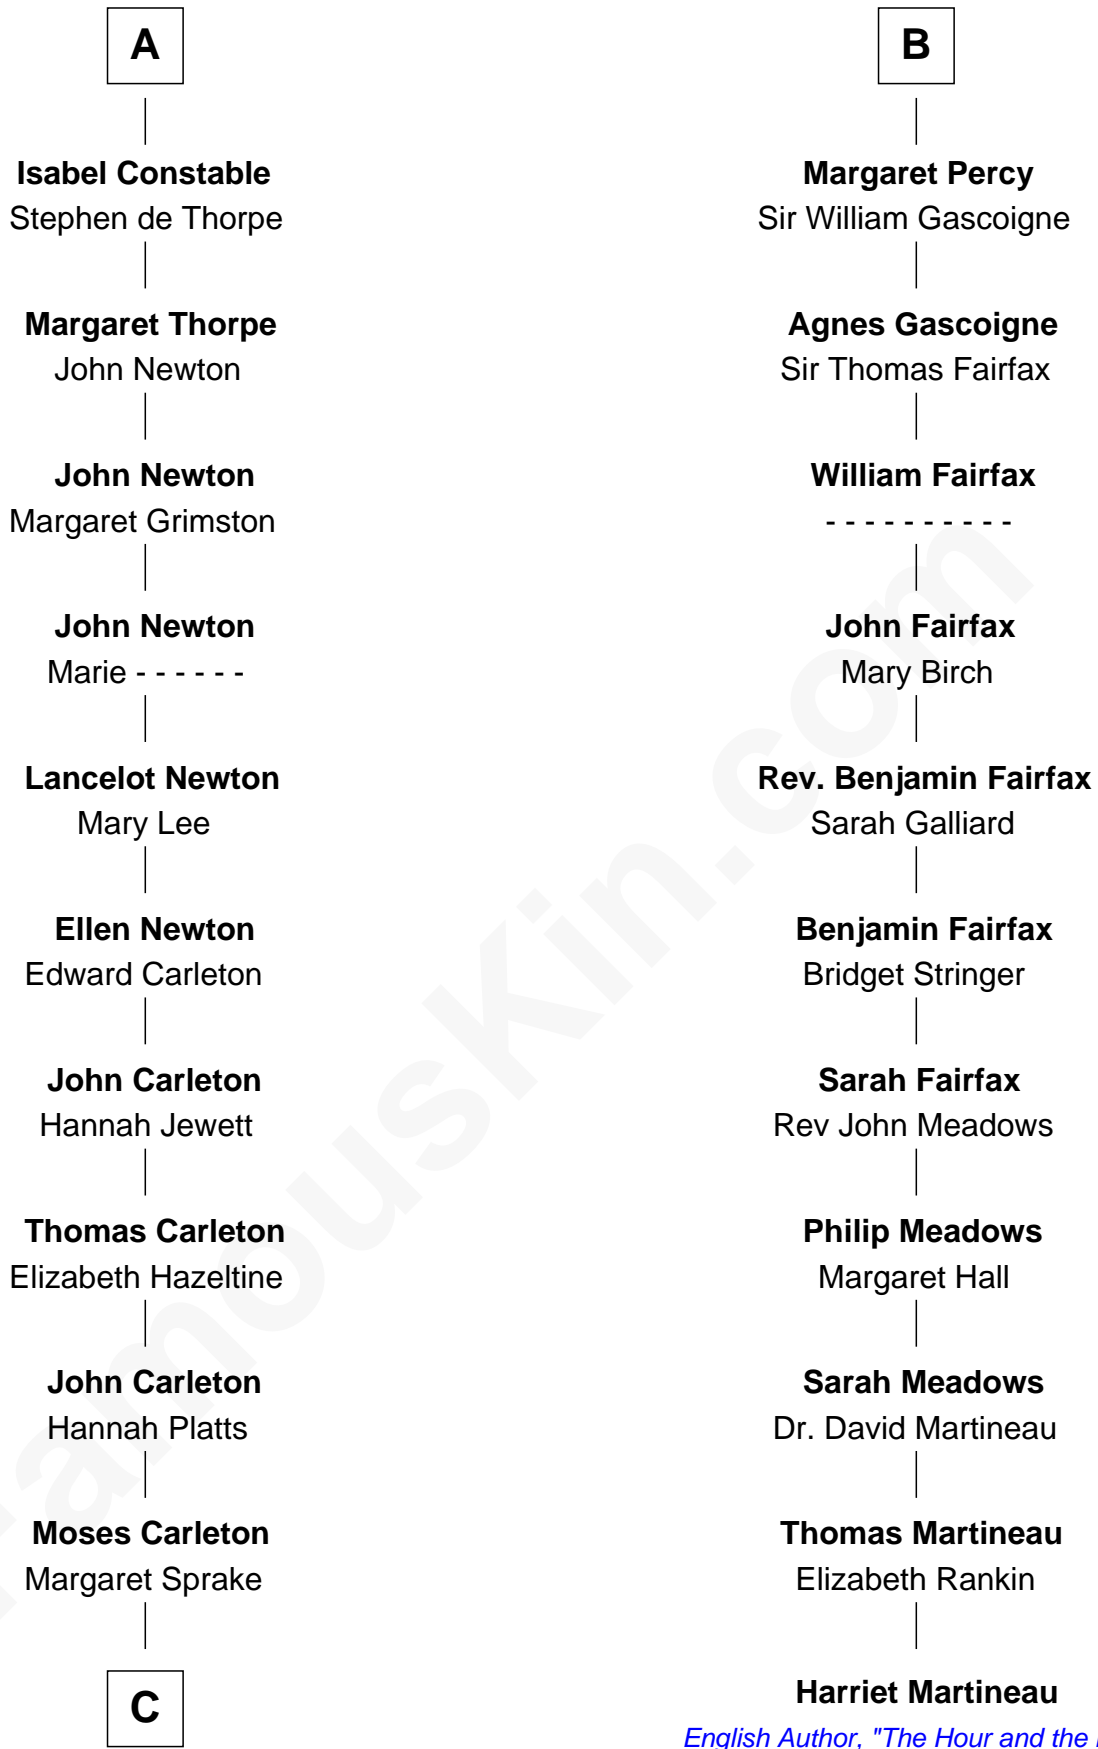 A
Isabel Constable
Stephen de Thorpe
Margaret Thorpe
John Newton
John Newton
Margaret Grimston
John Newton
Marie - - - - - -
Lancelot Newton
Mary Lee
Ellen Newton
Edward Carleton
John Carleton
Hannah Jewett
Thomas Carleton
Elizabeth Hazeltine
John Carleton
Hannah Platts
Moses Carleton
Margaret Sprake
C
B
Margaret Percy
Sir William Gascoigne
Agnes Gascoigne
Sir Thomas Fairfax
William Fairfax
- - - - - - - - - -
John Fairfax
Mary Birch
Rev. Benjamin Fairfax
Sarah Galliard
Benjamin Fairfax
Bridget Stringer
Sarah Fairfax
Rev John Meadows
Philip Meadows
Margaret Hall
Sarah Meadows
Dr. David Martineau
Thomas Martineau
Elizabeth Rankin
Harriet Martineau
English Author, "The Hour and the
FamousKin.com